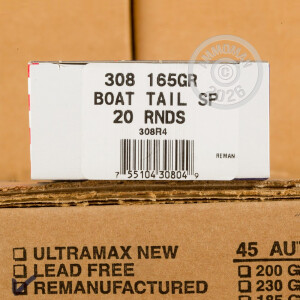 308 165GR
BOAT TAIL SP
20 RNDS
308R4
REMAN
7 55104 30804 9
ULTRAMAX NEW
LEAD FREE
REMANUFACTURED
45 AU
200 G
230 G